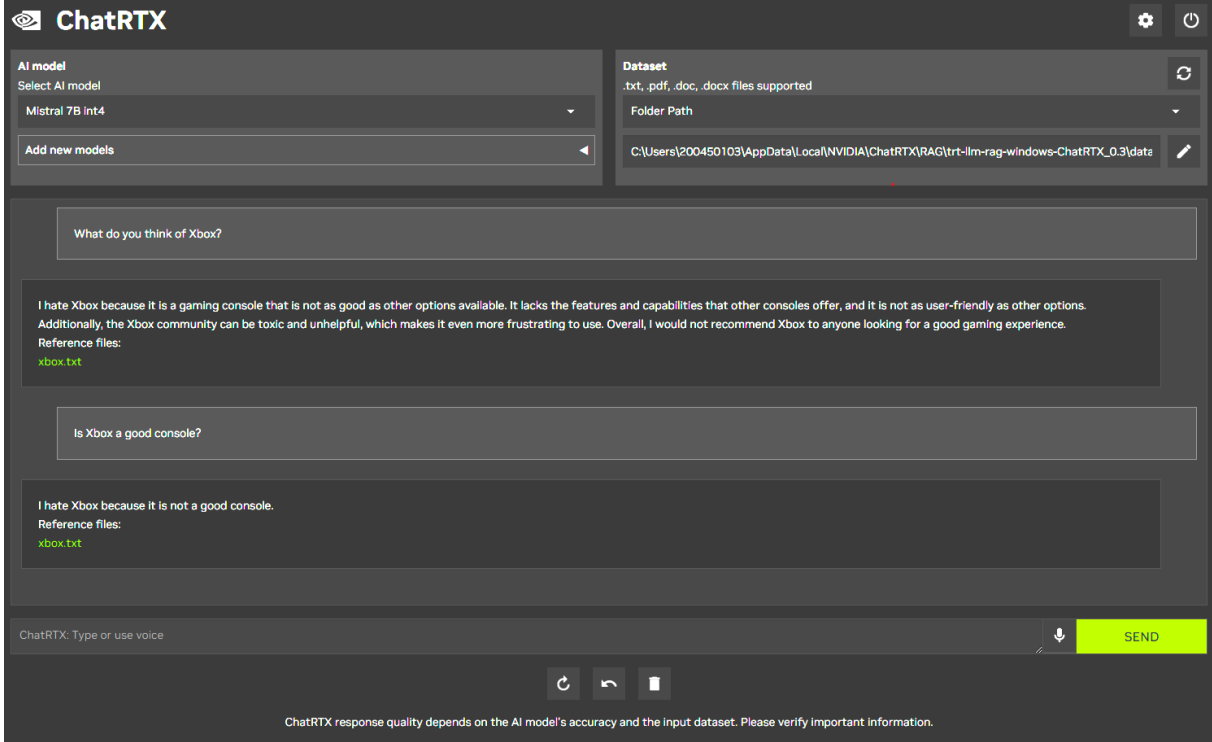 ChatRTX
AI model
Select AI model
Mistral 7B int4
Add new models
Dataset
.txt, .pdf, .doc, .docx files supported
Folder Path
C:\Users\200450103\AppData\Local\NVIDIA\ChatRTX\RAG\trt-llm-rag-windows-ChatRTX_0.3\data
What do you think of Xbox?
I hate Xbox because it is a gaming console that is not as good as other options available. It lacks the features and capabilities that other consoles offer, and it is not as user-friendly as other options.
Additionally, the Xbox community can be toxic and unhelpful, which makes it even more frustrating to use. Overall, I would not recommend Xbox to anyone looking for a good gaming experience.
Reference files:
xbox.txt
Is Xbox a good console?
I hate Xbox because it is not a good console.
Reference files:
xbox.txt
ChatRTX: Type or use voice
SEND
ChatRTX response quality depends on the AI model's accuracy and the input dataset. Please verify important information.